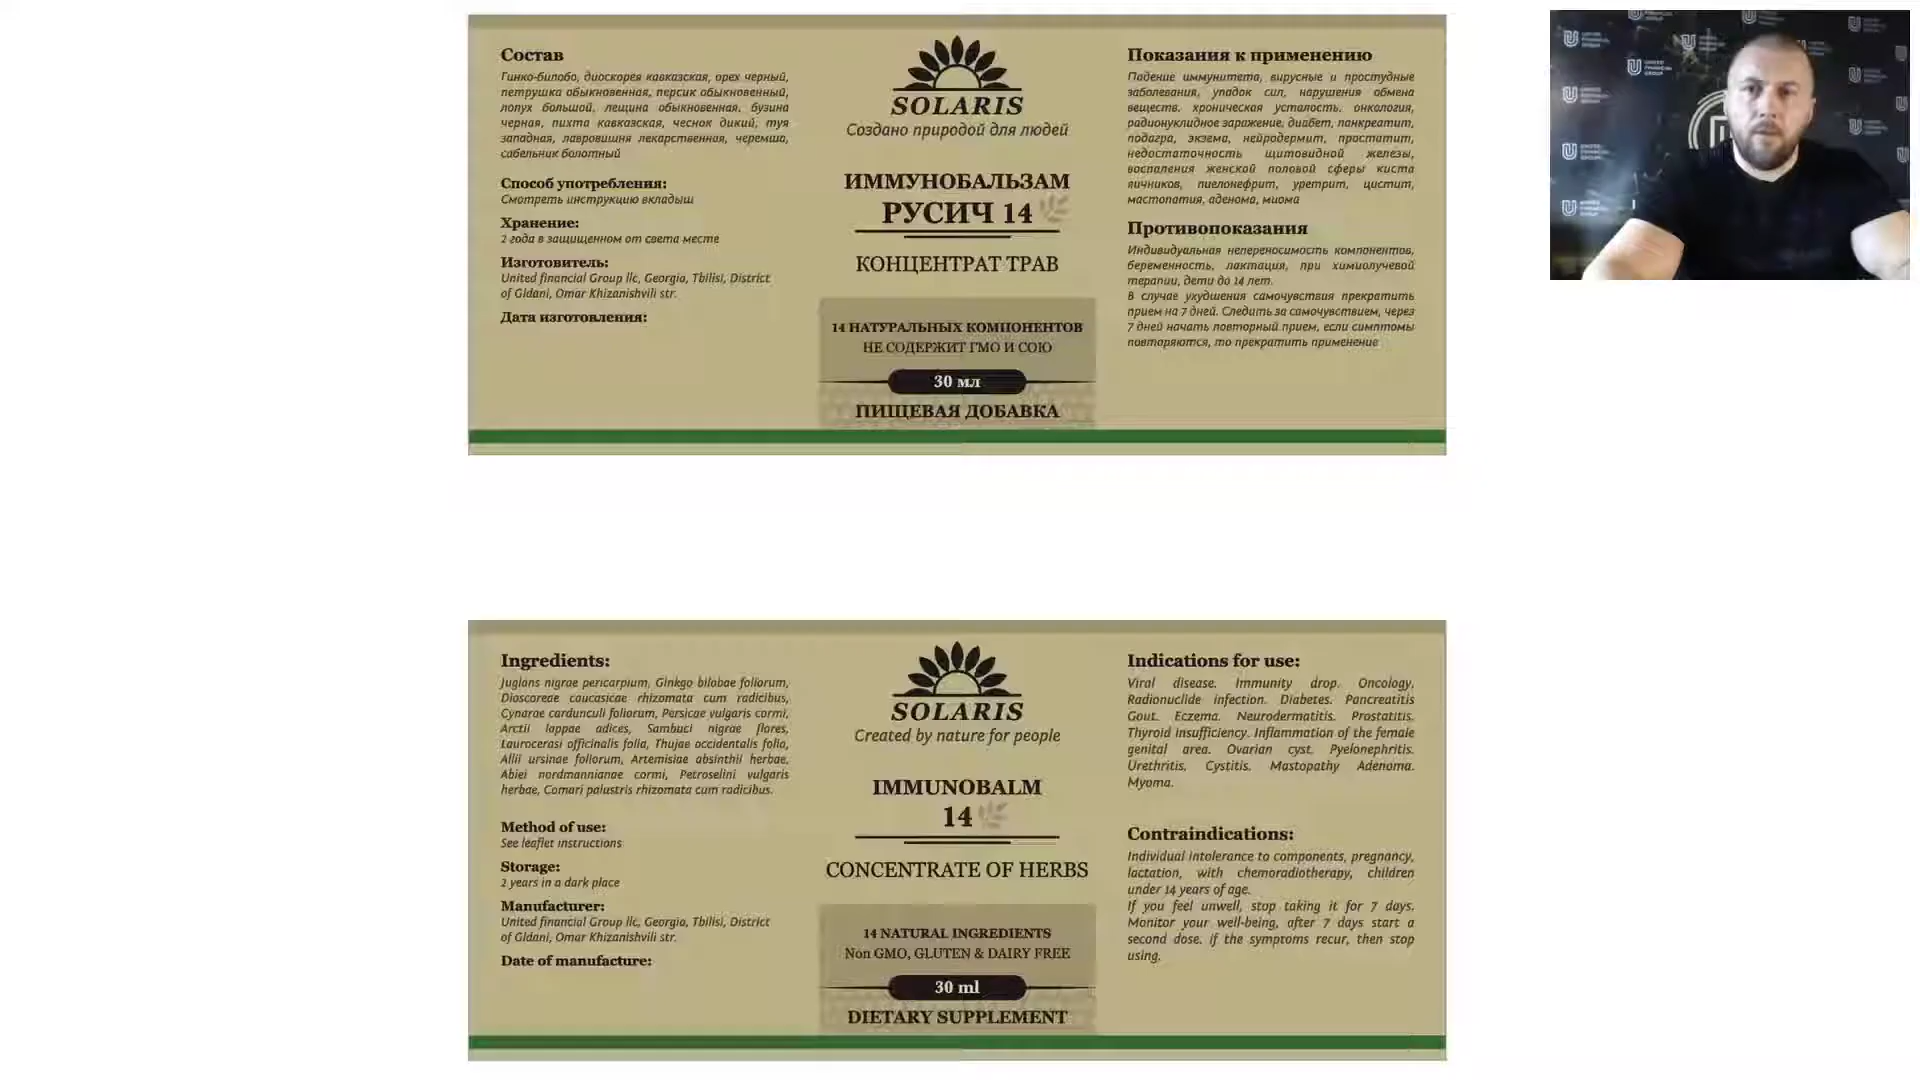 Состав
Гинко-билобо, диоскорея кавказская, орех черный,
петрушка обыкновенная, персик обыкновенный,
лопух большой, лещина обыкновенная, бузина
черная, пихта кавказская, чеснок дикий, туя
западная, лавровишня лекарственная, черемша,
сабельник болотный
Способ употребления:
Смотреть инструкцию вкладыш
Хранение:
2 года в защищенном от света месте
Изготовитель:
United financial Group llc, Georgia, Tbilisi, District
of Gldani, Omar Khizanishvili str.
Дата изготовления:
SOLARIS
Создано природой для людей
ИММУНОБАЛЬЗАМ
РУСИЧ 14
КОНЦЕНТРАТ ТРАВ
14 НАТУРАЛЬНЫХ КОМПОНЕНТОВ
НЕ СОДЕРЖИТ ГМО И СОЮ
30 мл
ПИЩЕВАЯ ДОБАВКА
Показания к применению
Падение иммунитета, вирусные и простудные
заболевания, упадок сил, нарушения обмена
веществ, хроническая усталость, онкология,
радионуклидное заражение, диабет, панкреатит,
подагра, экзема, нейродермит, простатит,
недостаточность щитовидной железы,
воспаления женской половой сферы киста
яичников, пиелонефрит, уретрит, цистит,
мастопатия, аденома, миома
Противопоказания
Индивидуальная непереносимость компонентов,
беременность, лактация, при химиолучевой
терапии, дети до 14 лет.
В случае ухудшения самочувствия прекратить
прием на 7 дней. Следить за самочувствием, через
7 дней начать повторный прием, если симптомы
повторяются, то прекратить применение
Ingredients:
Juglans nigrae pericarpium, Ginkgo bilobae foliorum,
Dioscoreae caucasicae rhizomata cum radicibus,
Cynarae cardunculi foliorum, Persicae vulgaris cormi,
Arctii lappae adices, Sambuci nigrae flores,
Laurocerasi officinalis folia, Thujae occidentalis folia,
Allii ursinae foliorum, Artemisiae absinthii herbae,
Abiei nordmannianae cormi, Petroselini vulgaris
herbae, Comari palustris rhizomata cum radicibus.
Method of use:
See leaflet instructions
Storage:
2 years in a dark place
Manufacturer:
United financial Group llc, Georgia, Tbilisi, District
of Gldani, Omar Khizanishvili str.
Date of manufacture:
SOLARIS
Created by nature for people
IMMUNOBALM
14
CONCENTRATE OF HERBS
14 NATURAL INGREDIENTS
Non GMO, GLUTEN & DAIRY FREE
30 ml
DIETARY SUPPLEMENT
Indications for use:
Viral disease. Immunity drop. Oncology.
Radionuclide infection. Diabetes. Pancreatitis
Gout. Eczema. Neurodermatitis. Prostatitis.
Thyroid insufficiency. Inflammation of the female
genital area. Ovarian cyst. Pyelonephritis.
Urethritis. Cystitis. Mastopathy Adenoma.
Myoma.
Contraindications:
Individual intolerance to components, pregnancy,
lactation, with chemoradiotherapy, children
under 14 years of age.
If you feel unwell, stop taking it for 7 days.
Monitor your well-being, after 7 days start a
second dose. if the symptoms recur, then stop
using.
UNITED
FINANCIAL
GROUP